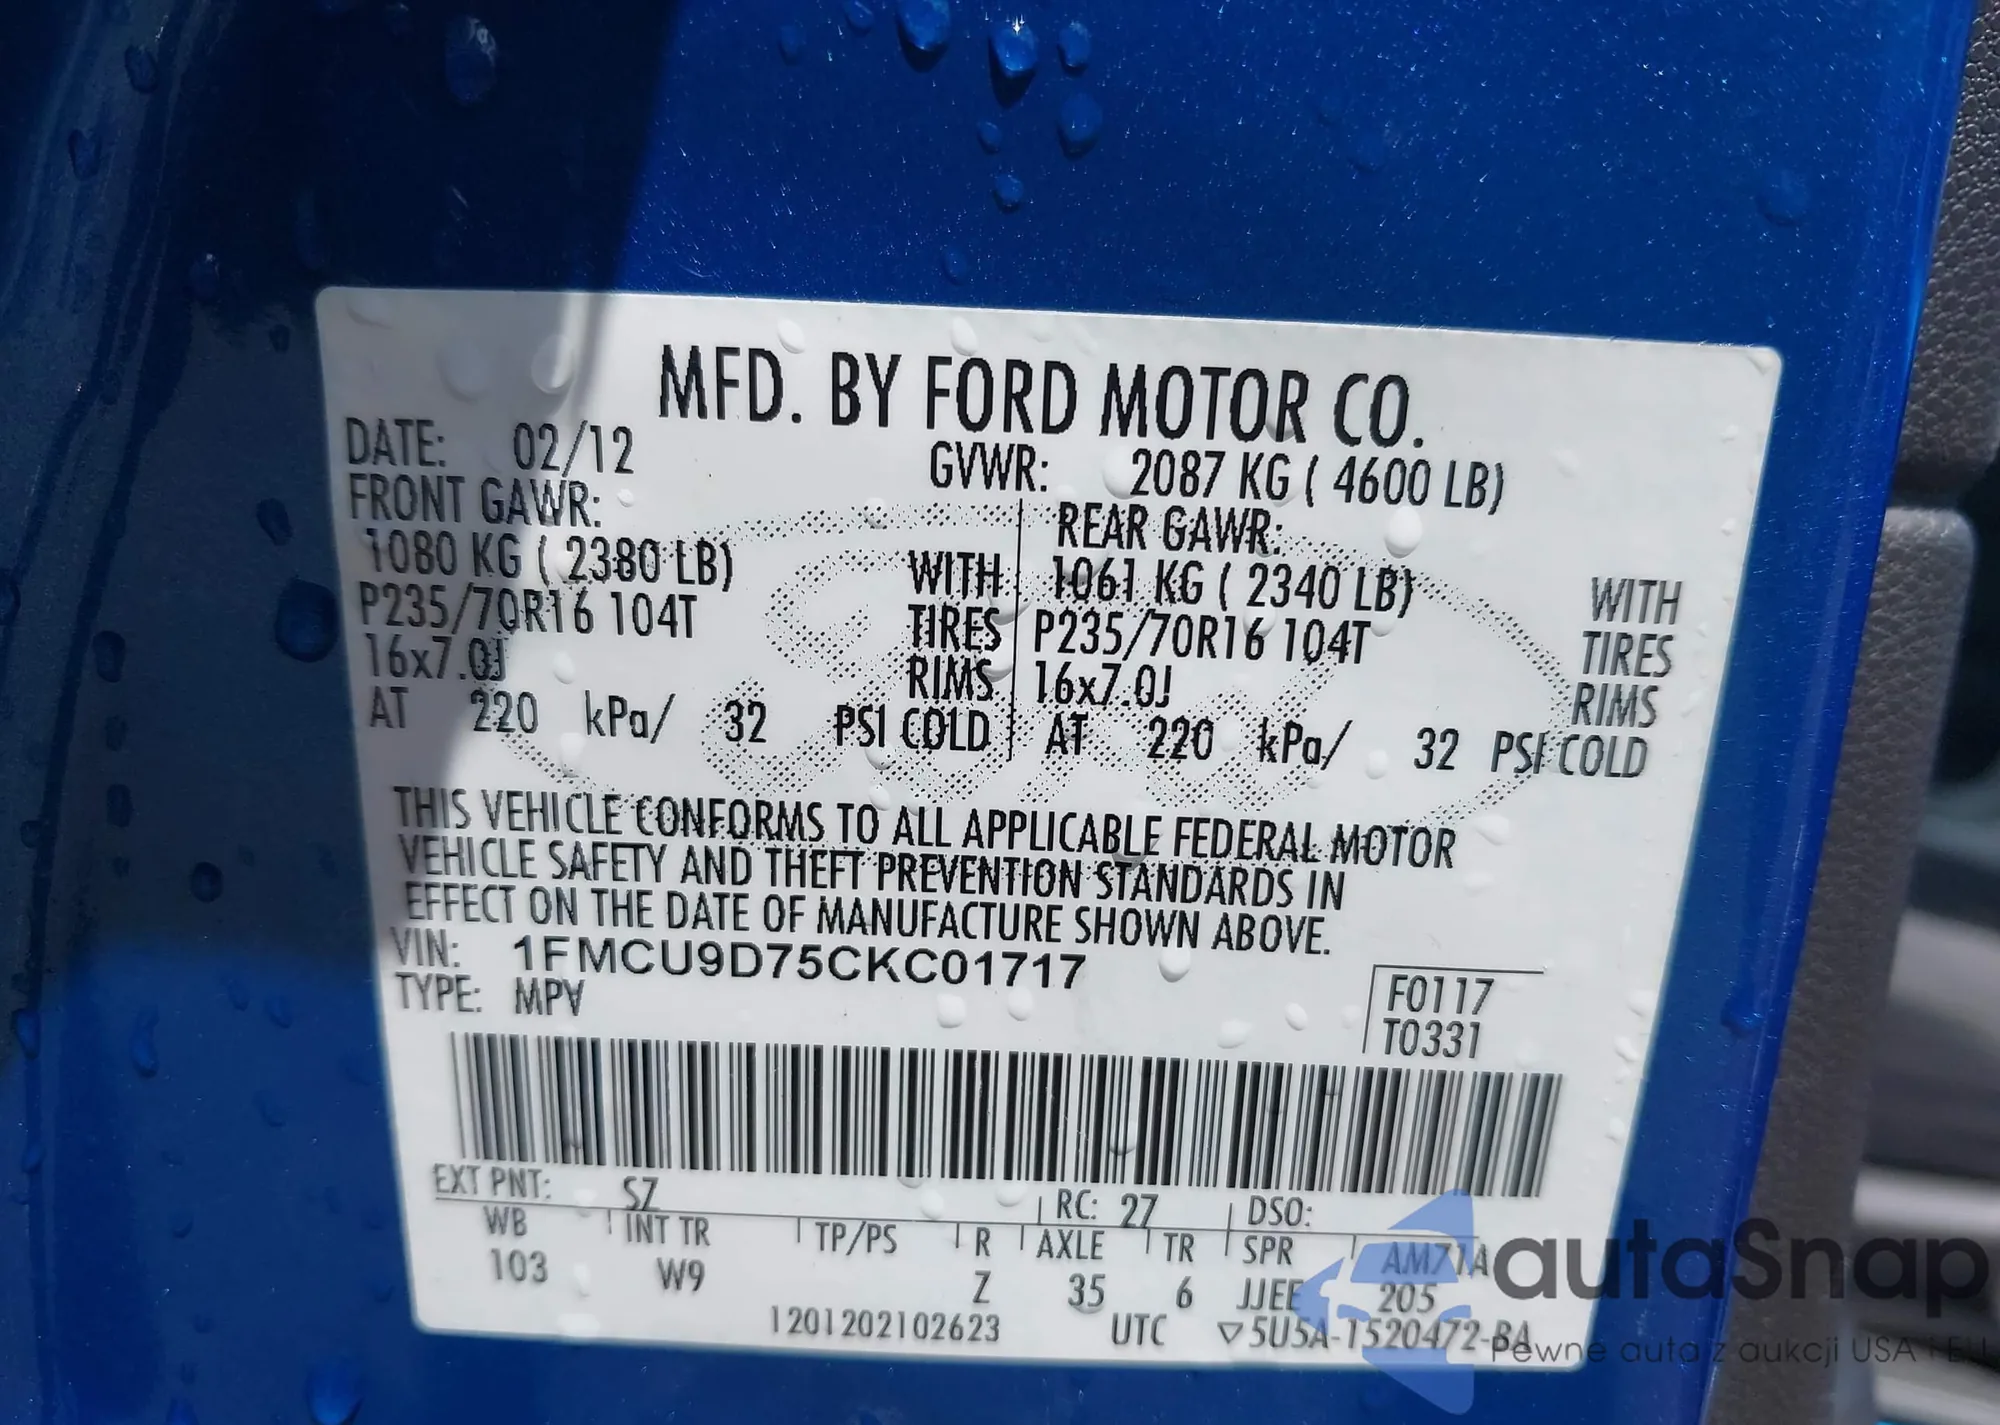 MFD. BY FORD MOTOR CO.
DATE: 02/12 GVWR: 2087 KG ( 4600 LB)
FRONT GAWR: REAR GAWR:
1080 KG ( 2380 LB) WITH 1061 KG ( 2340 LB) WITH
P235/70R16 104T TIRES P235/70R16 104T TIRES
16x7.0J RIMS 16x7.0J RIMS
AT 220 kPa/ 32 PSI COLD AT 220 kPa/ 32 PSI COLD
THIS VEHICLE CONFORMS TO ALL APPLICABLE FEDERAL MOTOR
VEHICLE SAFETY AND THEFT PREVENTION STANDARDS IN
EFFECT ON THE DATE OF MANUFACTURE SHOWN ABOVE.
VIN: 1FMCU9D75CKC01717
TYPE: MPV
F0117
T0331
EXT PNT: SZ RC: 27 DSO:
WB INT TR TP/PS R AXLE TR SPR AM71A
103 W9 Z 35 6 JJEE 205
1201202102623 UTC ▽5U5A-1520472-BA
autaSnap
Pewne auta z aukcji USA i EU